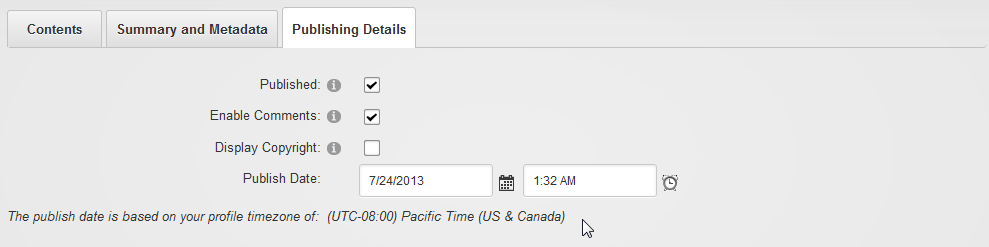 Contents Summary and Metadata Publishing Details
Published:
Enable Comments:
Display Copyright:
Publish Date: 7/24/2013 1:32 AM
The publish date is based on your profile timezone of: (UTC-08:00) Pacific Time (US & Canada)